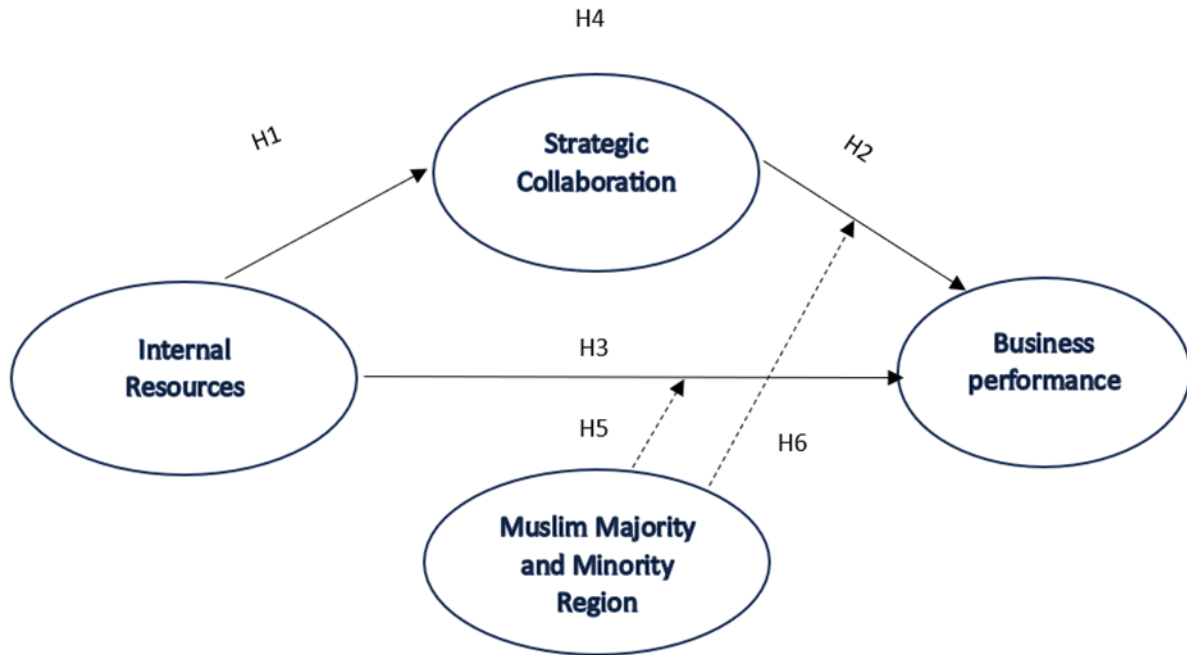 H4
H1
Strategic
Collaboration
H2
Internal
Resources
H3
Business
performance
H5
H6
Muslim Majority
and Minority
Region